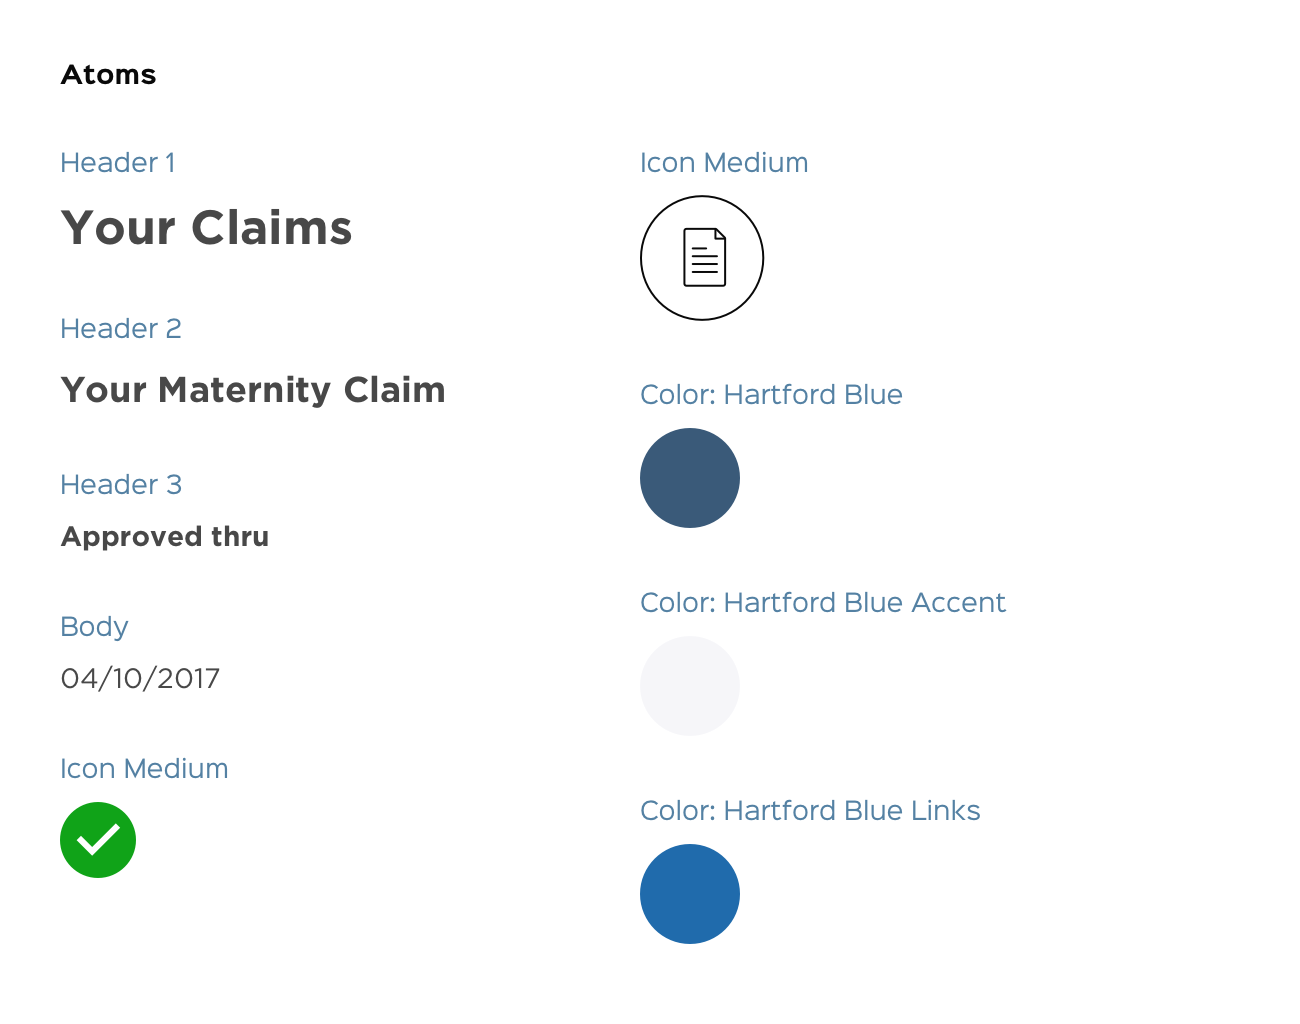 Atoms
Header 1
Your Claims
Header 2
Your Maternity Claim
Header 3
Approved thru
Body
04/10/2017
Icon Medium
Icon Medium
Color: Hartford Blue
Color: Hartford Blue Accent
Color: Hartford Blue Links